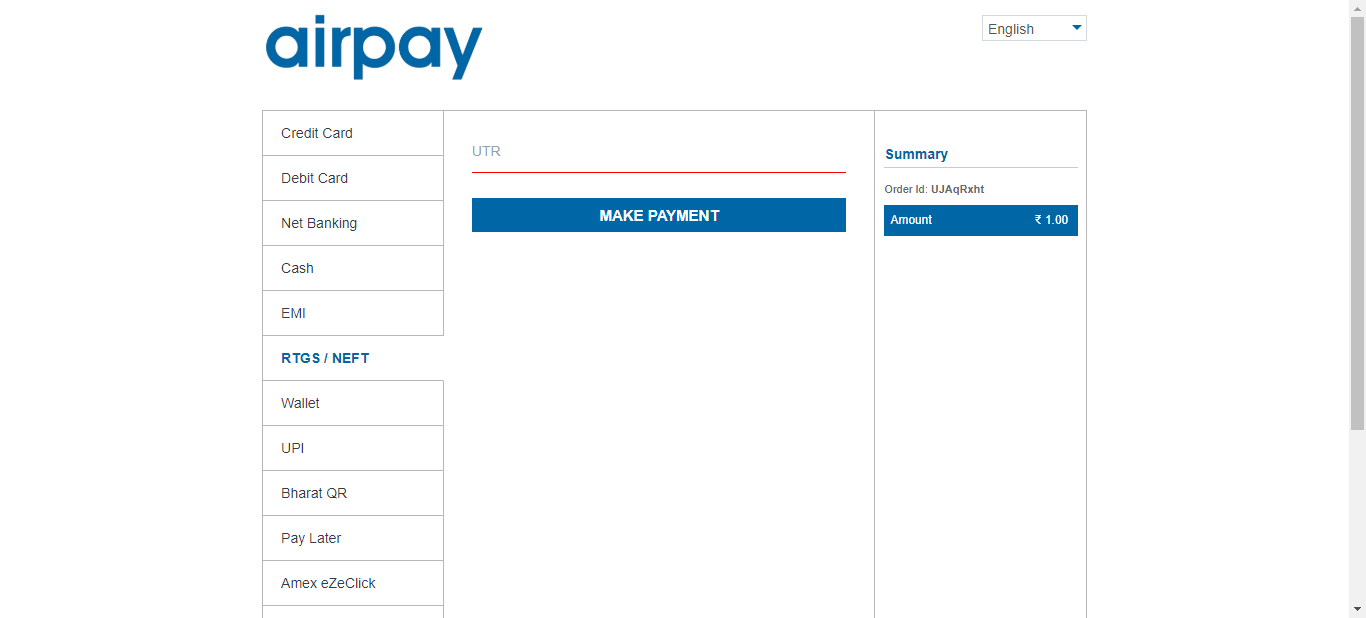 airpay
English
Credit Card
Debit Card
Net Banking
Cash
EMI
RTGS / NEFT
Wallet
UPI
Bharat QR
Pay Later
Amex eZeClick
UTR
MAKE PAYMENT
Summary
Order Id: UJAqRxht
Amount ₹ 1.00